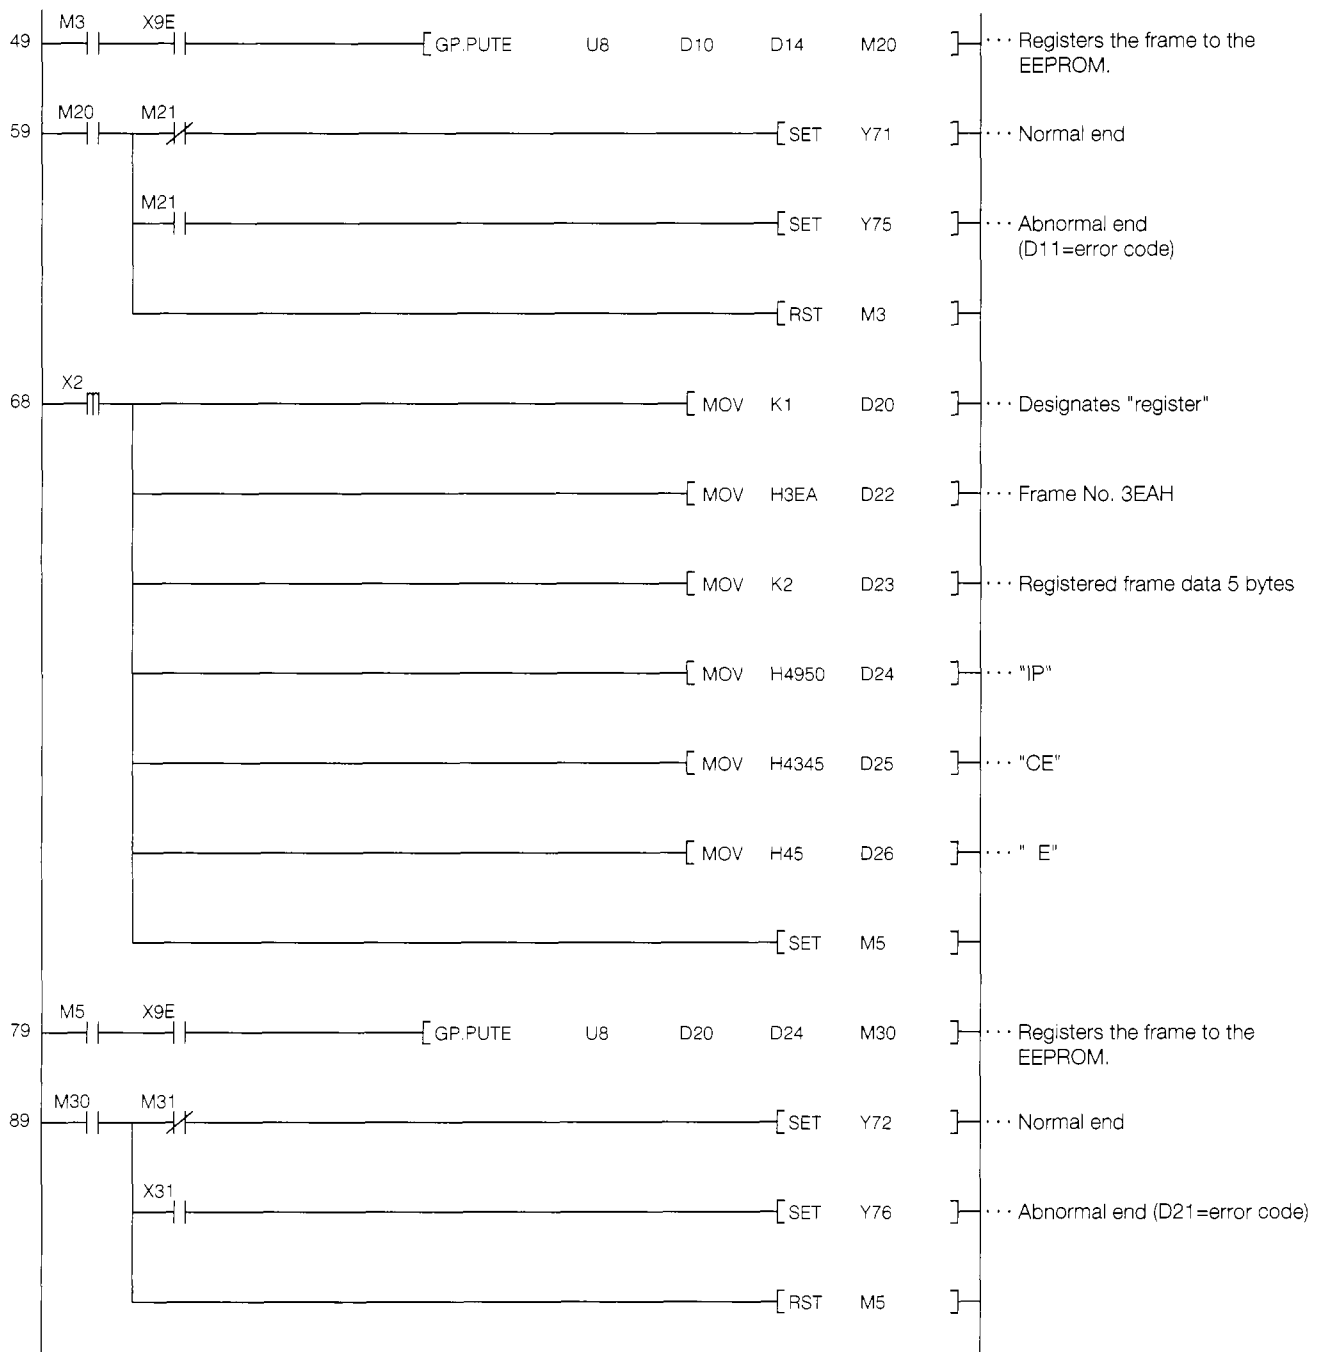 M3 X9E
49 [ GP.PUTE U8 D10 D14 M20 ] ··· Registers the frame to the
EEPROM.
M20 M21
59 [ SET Y71 ] ··· Normal end
M21
[ SET Y75 ] ··· Abnormal end
(D11=error code)
[ RST M3 ]
X2
68 [ MOV K1 D20 ] ··· Designates "register"
[ MOV H3EA D22 ] ··· Frame No. 3EAH
[ MOV K2 D23 ] ··· Registered frame data 5 bytes
[ MOV H4950 D24 ] ··· "IP"
[ MOV H4345 D25 ] ··· "CE"
[ MOV H45 D26 ] ··· " E"
[ SET M5 ]
M5 X9E
79 [ GP.PUTE U8 D20 D24 M30 ] ··· Registers the frame to the
EEPROM.
M30 M31
89 [ SET Y72 ] ··· Normal end
X31
[ SET Y76 ] ··· Abnormal end (D21=error code)
[ RST M5 ]